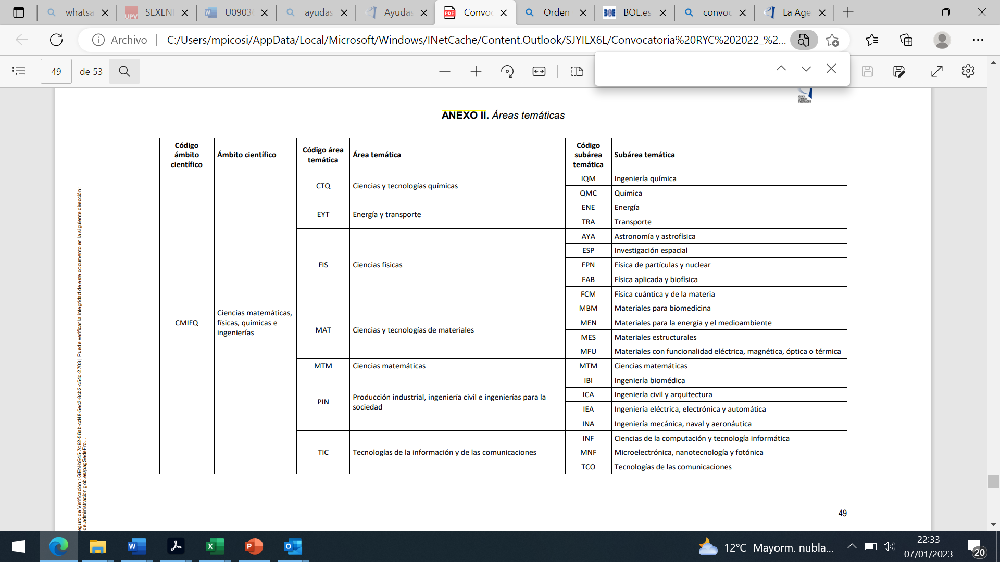 whatsa
SEXEN
U0903
ayudas
Ayudas
Convoc
Orden
BOE.es
convoc
La Age
Archivo
C:/Users/mpicosi/AppData/Local/Microsoft/Windows/INetCache/Content.Outlook/SJYILX6L/Convocatoria%20RYC%202022_%2...
49 de 53
AGENCIA ESTATAL DE INVESTIGACIÓN
ANEXO II. Áreas temáticas
Código ámbito científico
Ámbito científico
Código área temática
Área temática
Código subárea temática
Subárea temática
CMIFQ
Ciencias matemáticas, físicas, químicas e ingenierías
CTQ Ciencias y tecnologías químicas
IQM Ingeniería química
QMC Química
EYT Energía y transporte
ENE Energía
TRA Transporte
FIS Ciencias físicas
AYA Astronomía y astrofísica
ESP Investigación espacial
FPN Física de partículas y nuclear
FAB Física aplicada y biofísica
FCM Física cuántica y de la materia
MAT Ciencias y tecnologías de materiales
MBM Materiales para biomedicina
MEN Materiales para la energía y el medioambiente
MES Materiales estructurales
MFU Materiales con funcionalidad eléctrica, magnética, óptica o térmica
MTM Ciencias matemáticas
MTM Ciencias matemáticas
PIN Producción industrial, ingeniería civil e ingenierías para la sociedad
IBI Ingeniería biomédica
ICA Ingeniería civil y arquitectura
IEA Ingeniería eléctrica, electrónica y automática
INA Ingeniería mecánica, naval y aeronáutica
TIC Tecnologías de la información y de las comunicaciones
INF Ciencias de la computación y tecnología informática
MNF Microelectrónica, nanotecnología y fotónica
TCO Tecnologías de las comunicaciones
eguro de Verificación : GEN-b945-7d92-56ab-cd48-5ec3-8cb2-c54d-2703 | Puede verificar la integridad de este documento en la siguiente dirección :
de.administracion.gob.es/pagSedeFro...
49
12°C Mayorm. nubla...
22:33
07/01/2023
20